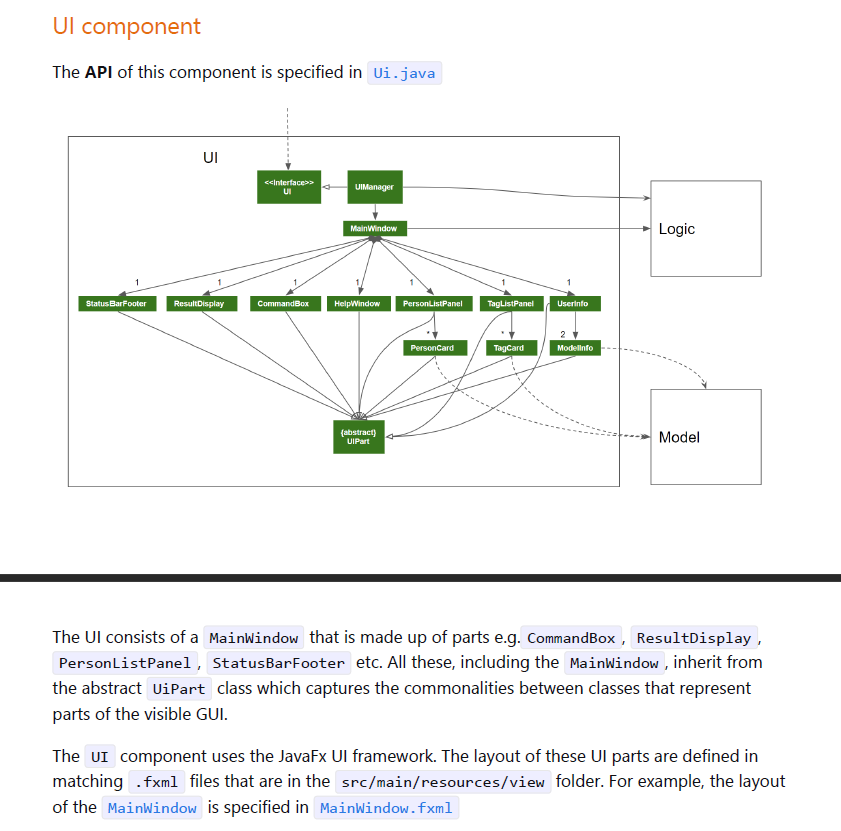 UI component
The API of this component is specified in Ui.java
UI
<<Interface>>
UI
UIManager
MainWindow
Logic
1 1 1 1 1 1 1
StatusBarFooter ResultDisplay CommandBox HelpWindow PersonListPanel TagListPanel UserInfo
* * 2
PersonCard TagCard ModelInfo
{abstract}
UiPart
Model
The UI consists of a MainWindow that is made up of parts e.g. CommandBox , ResultDisplay ,
PersonListPanel , StatusBarFooter etc. All these, including the MainWindow , inherit from
the abstract UiPart class which captures the commonalities between classes that represent
parts of the visible GUI.
The UI component uses the JavaFx UI framework. The layout of these UI parts are defined in
matching .fxml files that are in the src/main/resources/view folder. For example, the layout
of the MainWindow is specified in MainWindow.fxml